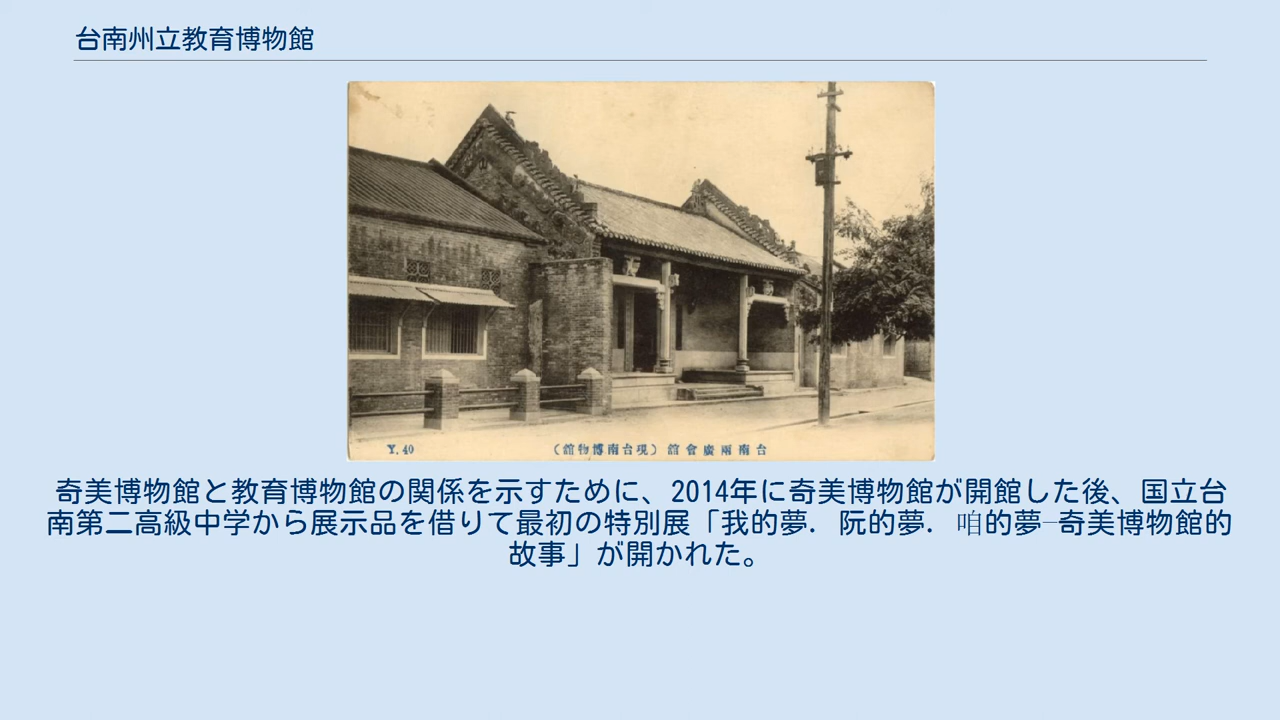 台南州立教育博物館
Y.40
台南兩廣會館（現台南博物館）
奇美博物館と教育博物館の関係を示すために、2014年に奇美博物館が開館した後、国立台
南第二高級中学から展示品を借りて最初の特別展「我的夢．阮的夢．咱的夢─奇美博物館的
故事」が開かれた。